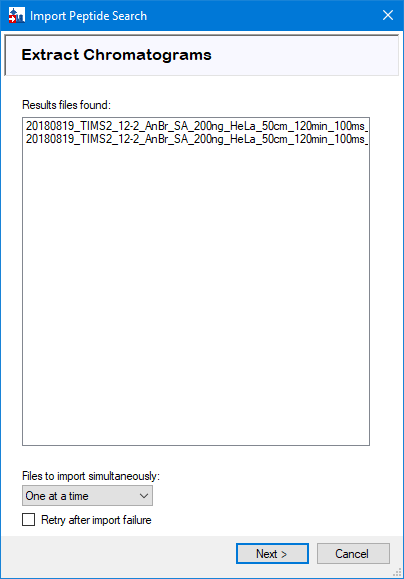 Import Peptide Search
Extract Chromatograms
Results files found:
20180819_TIMS2_12-2_AnBr_SA_200ng_HeLa_50cm_120min_100ms_
20180819_TIMS2_12-2_AnBr_SA_200ng_HeLa_50cm_120min_100ms_
Files to import simultaneously:
One at a time
Retry after import failure
Next >
Cancel